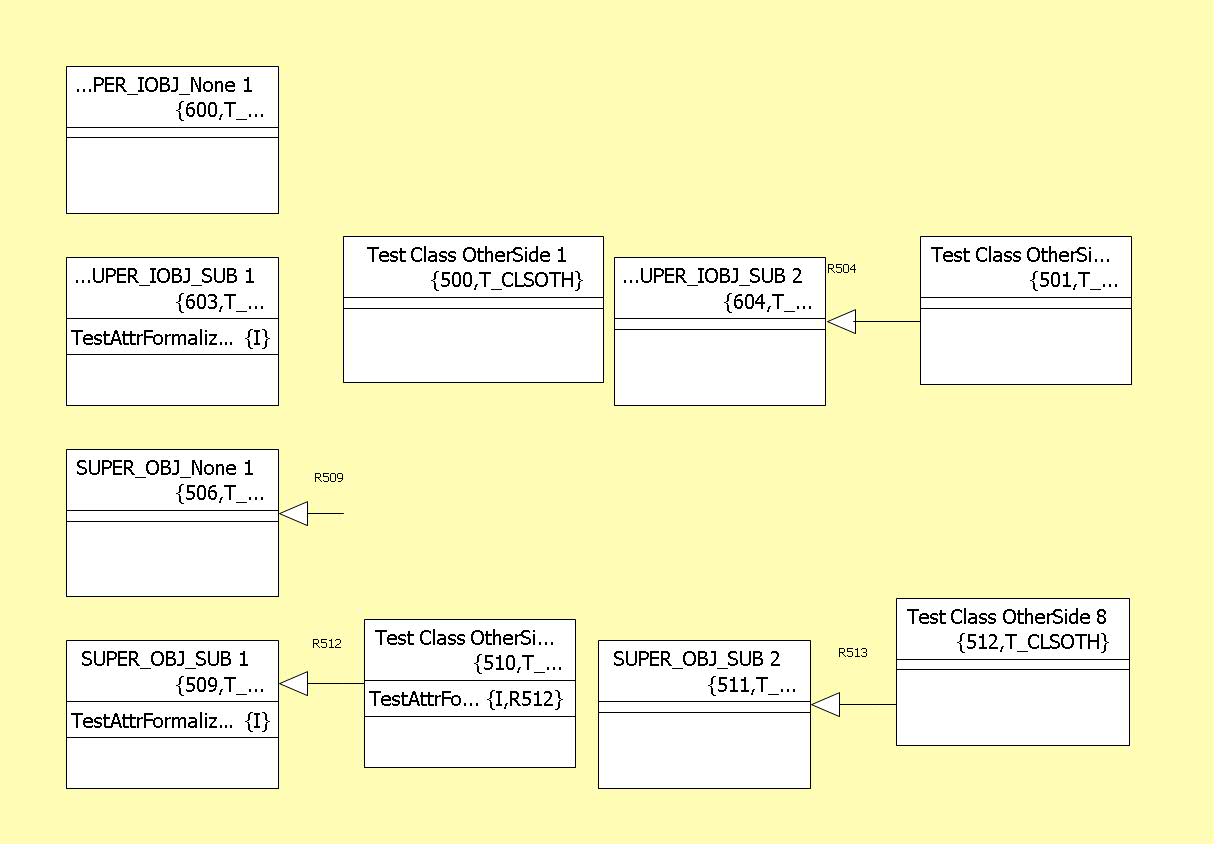 ...PER_IOBJ_None 1
{600,T_...
...UPER_IOBJ_SUB 1
{603,T_...
TestAttrFormaliz... {I}
Test Class OtherSide 1
{500,T_CLSOTH}
...UPER_IOBJ_SUB 2
{604,T_...
R504
Test Class OtherSi...
{501,T_...
SUPER_OBJ_None 1
{506,T_...
R509
SUPER_OBJ_SUB 1
{509,T_...
TestAttrFormaliz... {I}
R512
Test Class OtherSi...
{510,T_...
TestAttrFo... {I,R512}
SUPER_OBJ_SUB 2
{511,T_...
R513
Test Class OtherSide 8
{512,T_CLSOTH}